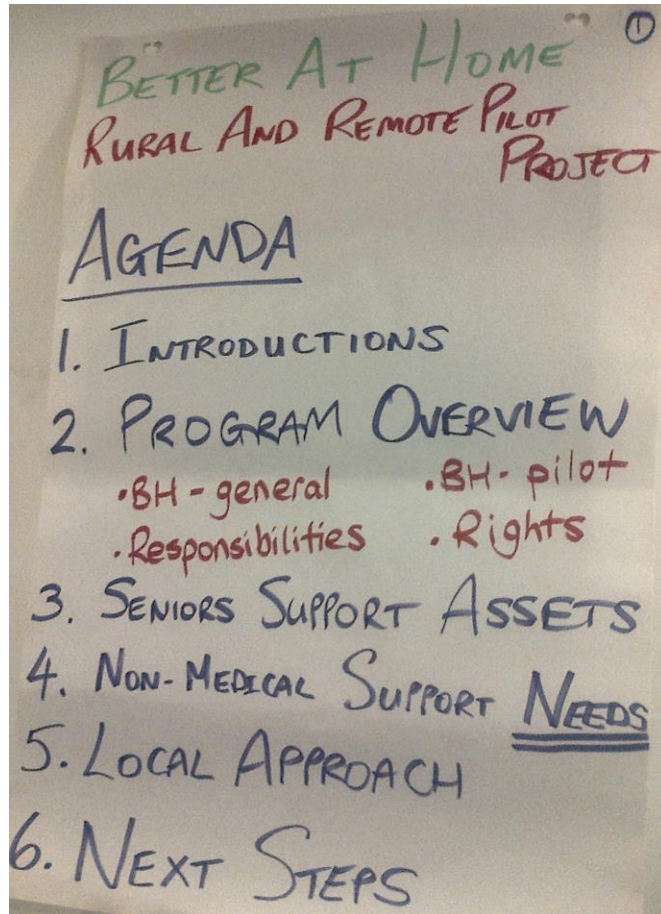 1
BETTER AT HOME
RURAL AND REMOTE PILOT
PROJECT
AGENDA
1. INTRODUCTIONS
2. PROGRAM OVERVIEW
•BH - general •BH - pilot
•Responsibilities •Rights
3. SENIORS SUPPORT ASSETS
4. NON-MEDICAL SUPPORT NEEDS
5. LOCAL APPROACH
6. NEXT STEPS